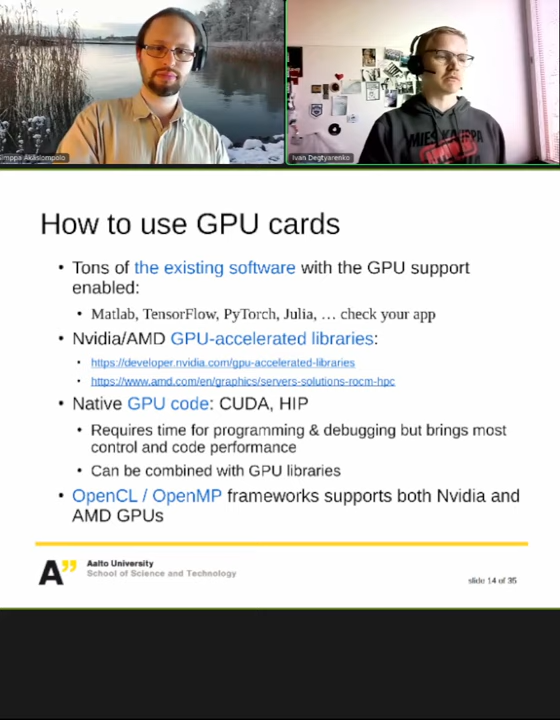 Simppa Äkäslompolo
Ivan Degtyarenko
How to use GPU cards
• Tons of the existing software with the GPU support
enabled:
• Matlab, TensorFlow, PyTorch, Julia, … check your app
• Nvidia/AMD GPU-accelerated libraries:
• https://developer.nvidia.com/gpu-accelerated-libraries
• https://www.amd.com/en/graphics/servers-solutions-rocm-hpc
• Native GPU code: CUDA, HIP
• Requires time for programming & debugging but brings most
control and code performance
• Can be combined with GPU libraries
• OpenCL / OpenMP frameworks supports both Nvidia and
AMD GPUs
A”
Aalto University
School of Science and Technology
slide 14 of 35